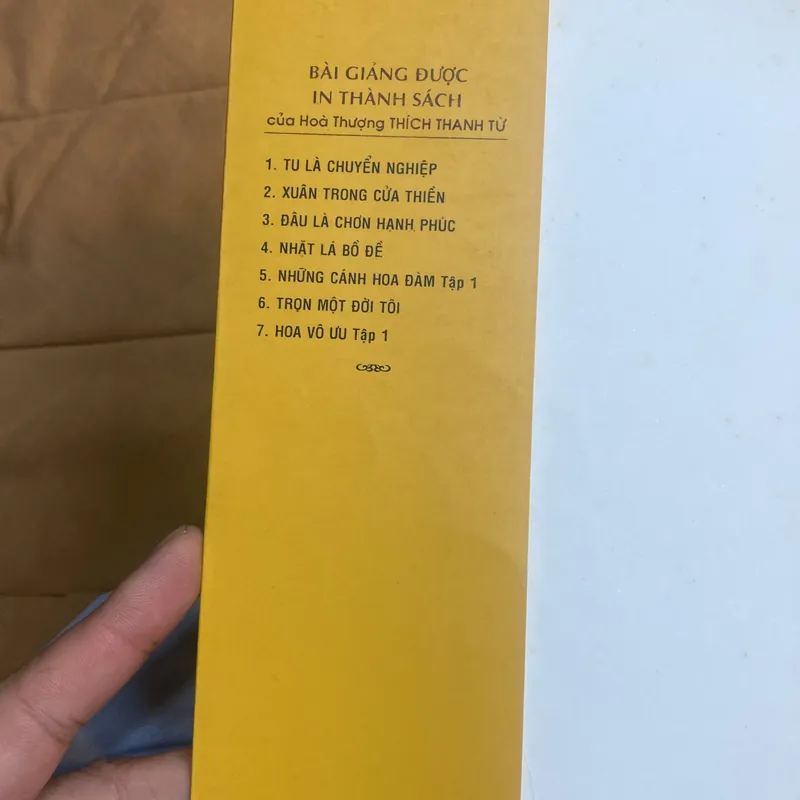 BÀI GIẢNG ĐƯỢC
IN THÀNH SÁCH
của Hoà Thượng THÍCH THANH TỪ
1. TU LÀ CHUYỂN NGHIỆP
2. XUÂN TRONG CỬA THIỀN
3. ĐÂU LÀ CHƠN HẠNH PHÚC
4. NHẶT LÁ BỒ ĐỀ
5. NHỮNG CÁNH HOA ĐÀM Tập 1
6. TRỌN MỘT ĐỜI TÔI
7. HOA VÔ ƯU Tập 1